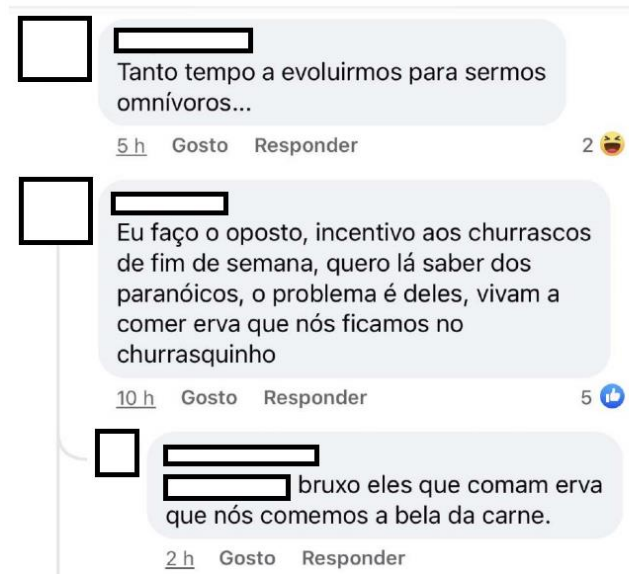 Tanto tempo a evoluirmos para sermos
omnívoros...
5 h Gosto Responder 2
Eu faço o oposto, incentivo aos churrascos
de fim de semana, quero lá saber dos
paranóicos, o problema é deles, vivam a
comer erva que nós ficamos no
churrasquinho
10 h Gosto Responder 5
bruxo eles que comam erva
que nós comemos a bela da carne.
2 h Gosto Responder